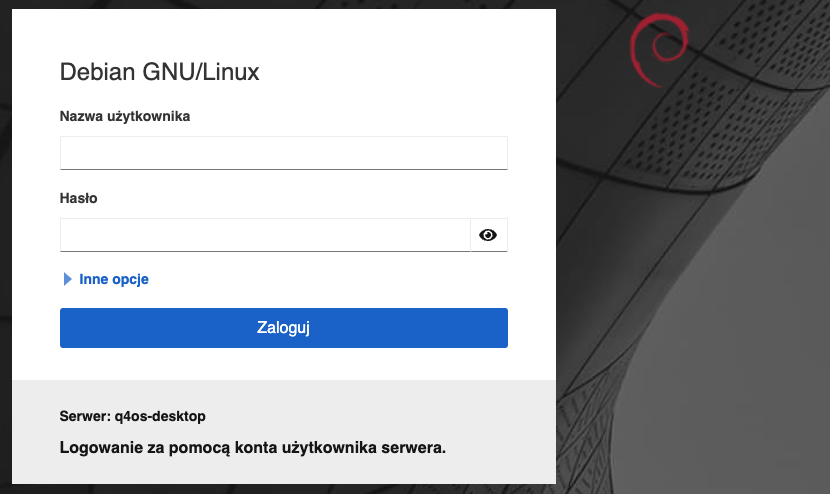 Debian GNU/Linux
Nazwa użytkownika
Hasło
Inne opcje
Zaloguj
Serwer: q4os-desktop
Logowanie za pomocą konta użytkownika serwera.